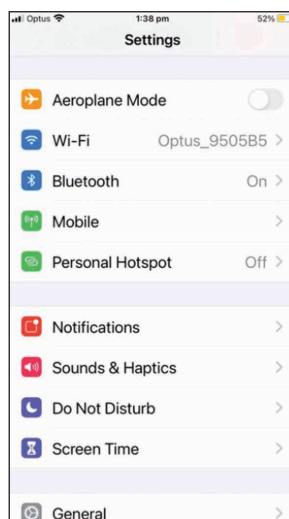 Optus 1:38 pm 52%
Settings
Aeroplane Mode
Wi-Fi Optus_9505B5
Bluetooth On
Mobile
Personal Hotspot Off
Notifications
Sounds & Haptics
Do Not Disturb
Screen Time
General